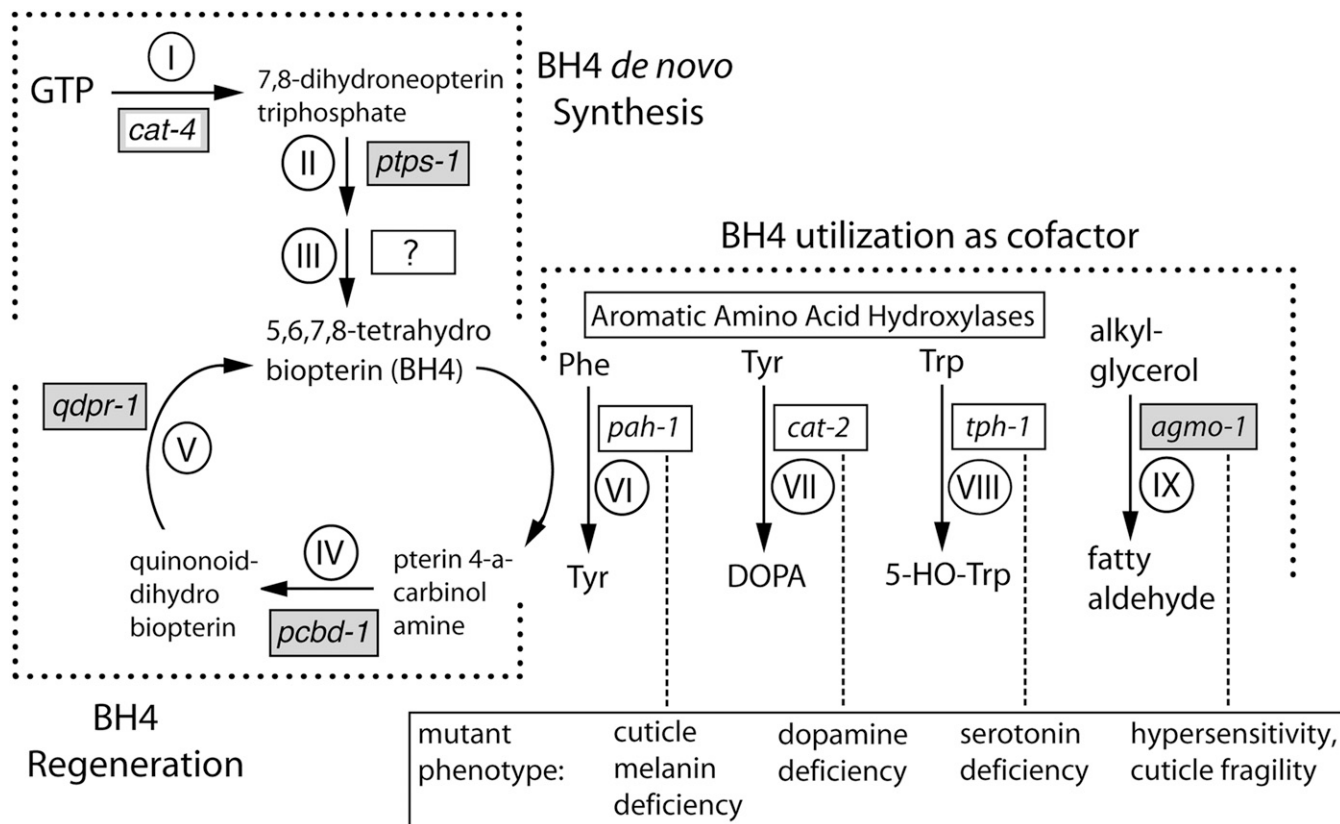 I
GTP
cat-4
7,8-dihydroneopterin
triphosphate
BH4 de novo
Synthesis
II
ptps-1
III
?
5,6,7,8-tetrahydro
biopterin (BH4)
qdpr-1
V
quinonoid-
dihydro
biopterin
IV
pcbd-1
pterin 4-a-
carbinol
amine
BH4
Regeneration
BH4 utilization as cofactor
Aromatic Amino Acid Hydroxylases
Phe
pah-1
VI
Tyr
Tyr
cat-2
VII
DOPA
Trp
tph-1
VIII
5-HO-Trp
alkyl-
glycerol
agmo-1
IX
fatty
aldehyde
mutant
phenotype:
cuticle
melanin
deficiency
dopamine
deficiency
serotonin
deficiency
hypersensitivity,
cuticle fragility